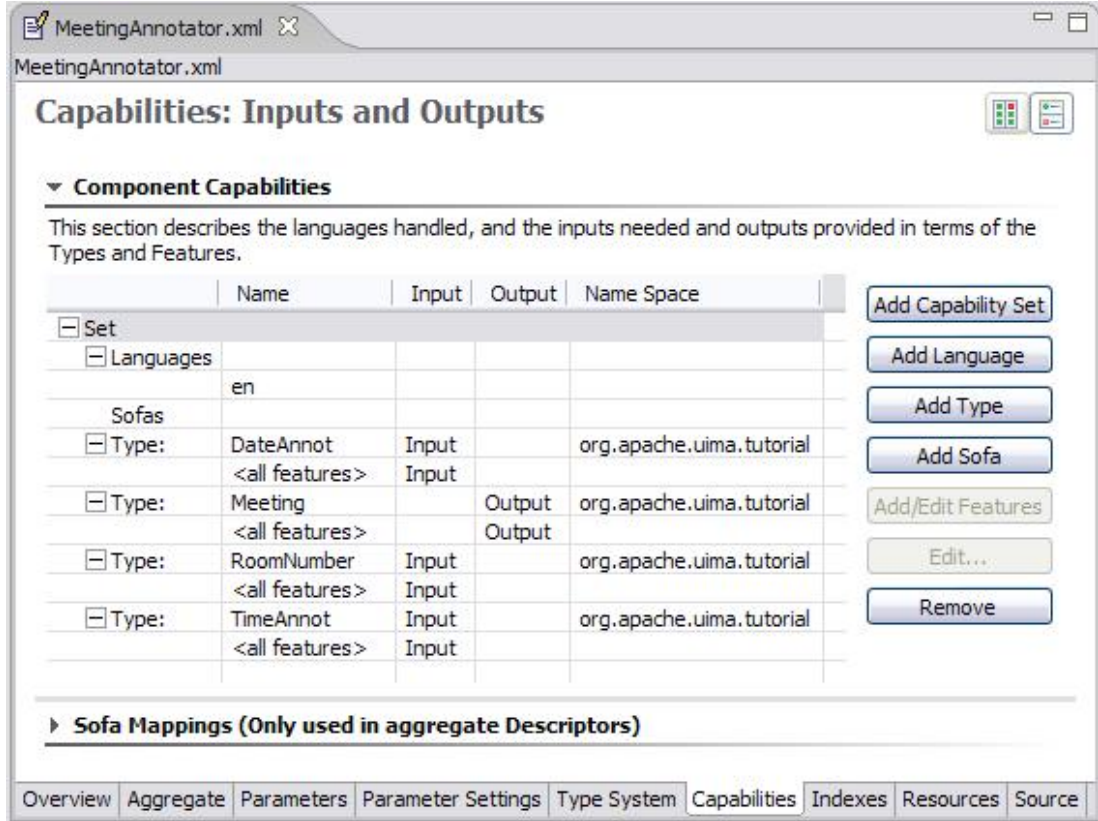 MeetingAnnotator.xml
MeetingAnnotator.xml
Capabilities: Inputs and Outputs
Component Capabilities
This section describes the languages handled, and the inputs needed and outputs provided in terms of the
Types and Features.
Name Input Output Name Space
Set
Languages
en
Sofas
Type: DateAnnot Input org.apache.uima.tutorial
<all features> Input
Type: Meeting Output org.apache.uima.tutorial
<all features> Output
Type: RoomNumber Input org.apache.uima.tutorial
<all features> Input
Type: TimeAnnot Input org.apache.uima.tutorial
<all features> Input
Add Capability Set
Add Language
Add Type
Add Sofa
Add/Edit Features
Edit...
Remove
Sofa Mappings (Only used in aggregate Descriptors)
Overview Aggregate Parameters Parameter Settings Type System Capabilities Indexes Resources Source